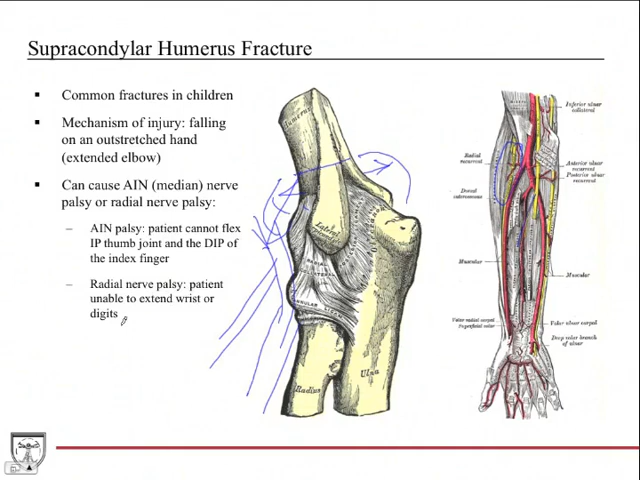 Supracondylar Humerus Fracture
▪ Common fractures in children
▪ Mechanism of injury: falling
on an outstretched hand
(extended elbow)
▪ Can cause AIN (median) nerve
palsy or radial nerve palsy:
– AIN palsy: patient cannot flex
IP thumb joint and the DIP of
the index finger
– Radial nerve palsy: patient
unable to extend wrist or
digits
Humerus
Lateral
Radius
Ulna
Inferior ulnar
collateral
Radial
recurrent
Anterior ulnar
recurrent
Posterior ulnar
recurrent
Dorsal
Muscular
Muscular
Volar radial carpal
Superficial volar
Volar ulnar carpal
Deep volar branch
of ulnar